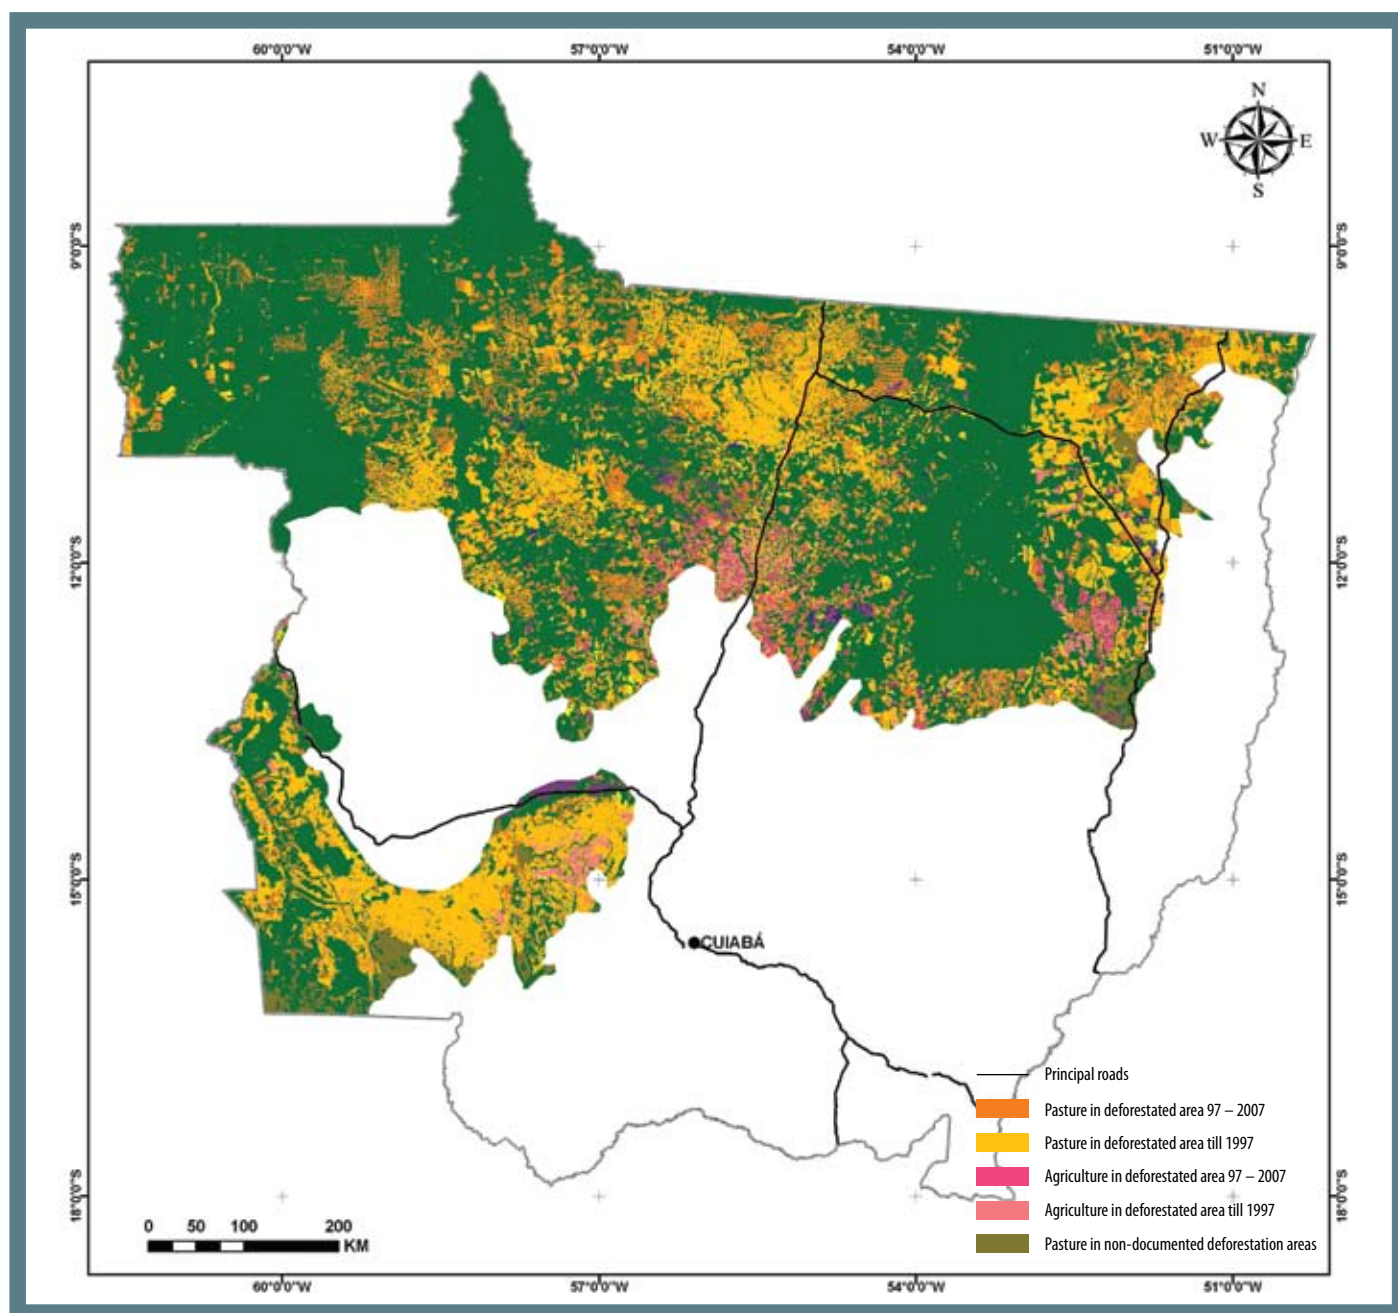 60°0'0"W 57°0'0"W 54°0'0"W 51°0'0"W
N
W E
S
9°0'0"S 9°0'0"S
12°0'0"S 12°0'0"S
15°0'0"S 15°0'0"S
CUIABÁ
Principal roads
Pasture in deforestated area 97 – 2007
Pasture in deforestated area till 1997
Agriculture in deforestated area 97 – 2007
18°0'0"S 18°0'0"S
Agriculture in deforestated area till 1997
0 50 100 200
KM
Pasture in non-documented deforestation areas
60°0'0"W 57°0'0"W 54°0'0"W 51°0'0"W